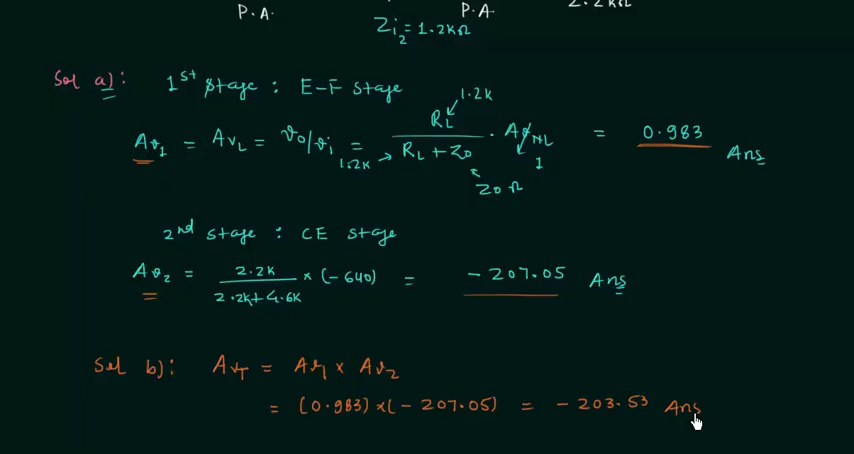 P.A. P.A. 2.2kΩ
Zi2 = 1.2kΩ
Sol a): 1st Stage : E-F stage
Av1 = AvL = vo/vi = RL / (RL + Zo) · AvNL = 0.983 Ans
1.2k
1.2k
20 Ω
1
2nd stage : CE stage
Av2 = 2.2k / (2.2k+4.6k) × (-640) = -207.05 Ans
Sol b): AvT = Av1 × Av2
= (0.983) × (-207.05) = -203.53 Ans